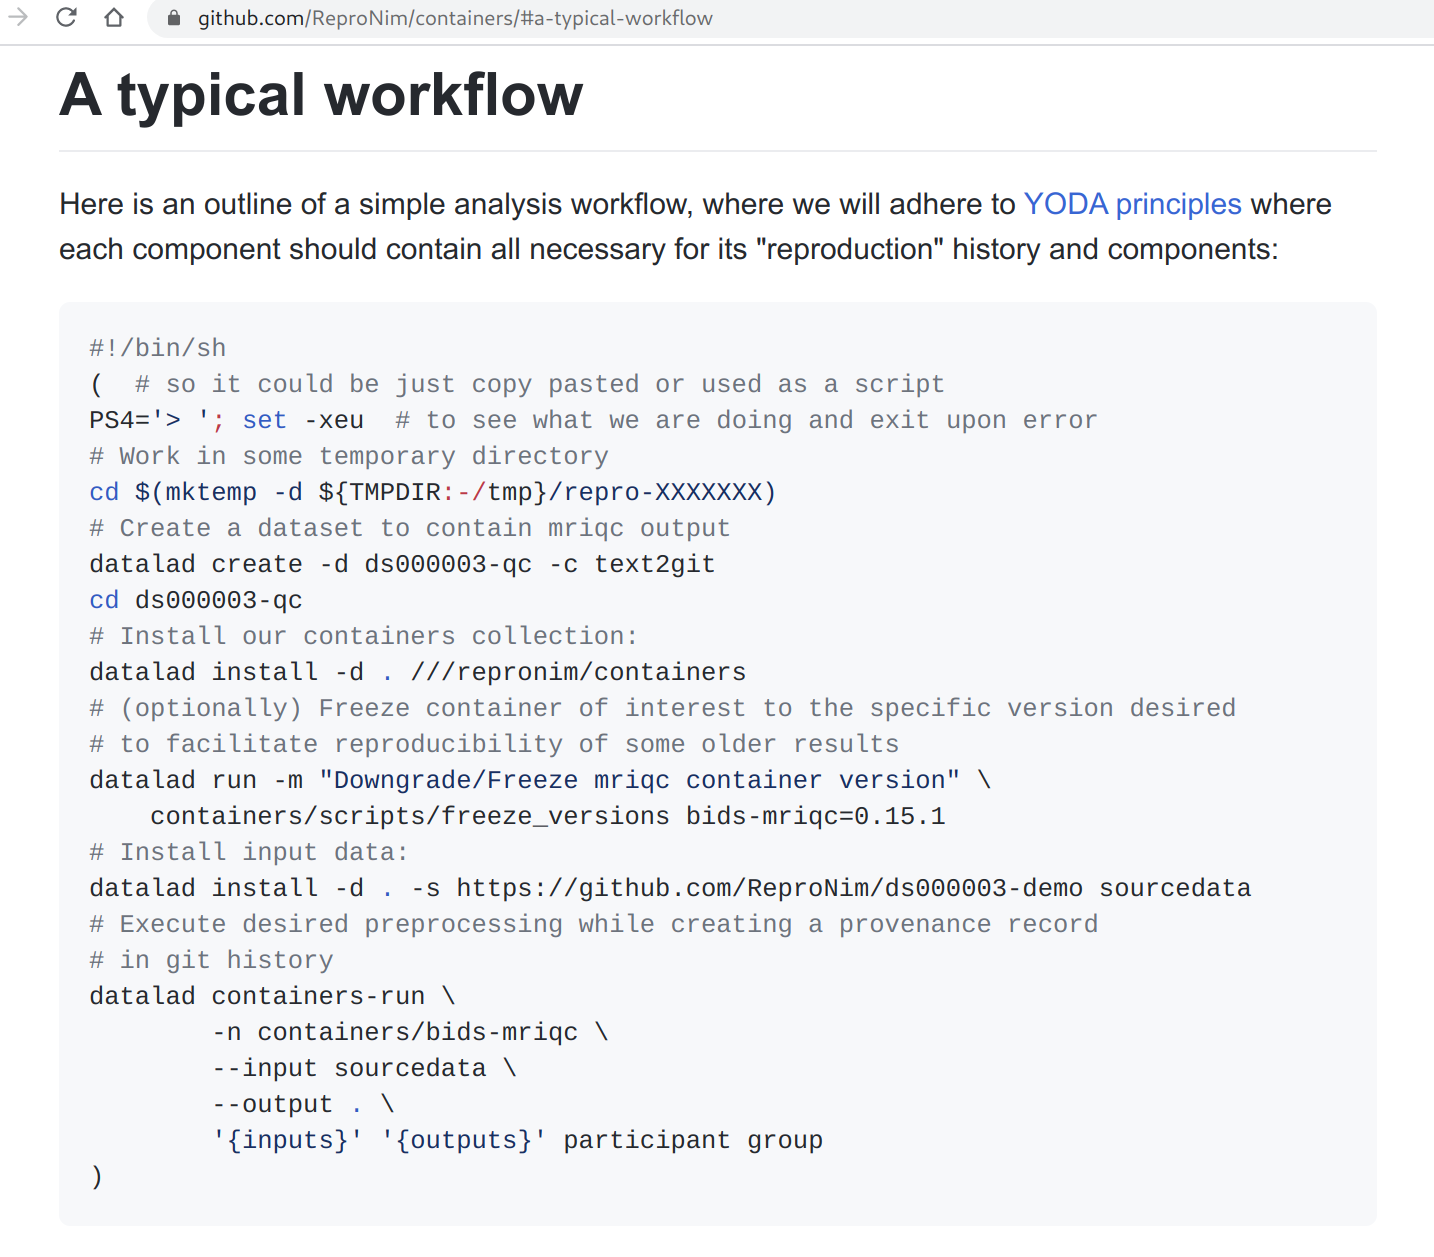 github.com/ReproNim/containers/#a-typical-workflow
A typical workflow
Here is an outline of a simple analysis workflow, where we will adhere to YODA principles where
each component should contain all necessary for its "reproduction" history and components:
#!/bin/sh
(  # so it could be just copy pasted or used as a script
PS4='> '; set -xeu  # to see what we are doing and exit upon error
# Work in some temporary directory
cd $(mktemp -d ${TMPDIR:-/tmp}/repro-XXXXXXX)
# Create a dataset to contain mriqc output
datalad create -d ds000003-qc -c text2git
cd ds000003-qc
# Install our containers collection:
datalad install -d . ///repronim/containers
# (optionally) Freeze container of interest to the specific version desired
# to facilitate reproducibility of some older results
datalad run -m "Downgrade/Freeze mriqc container version" \
    containers/scripts/freeze_versions bids-mriqc=0.15.1
# Install input data:
datalad install -d . -s https://github.com/ReproNim/ds000003-demo sourcedata
# Execute desired preprocessing while creating a provenance record
# in git history
datalad containers-run \
        -n containers/bids-mriqc \
        --input sourcedata \
        --output . \
        '{inputs}' '{outputs}' participant group
)